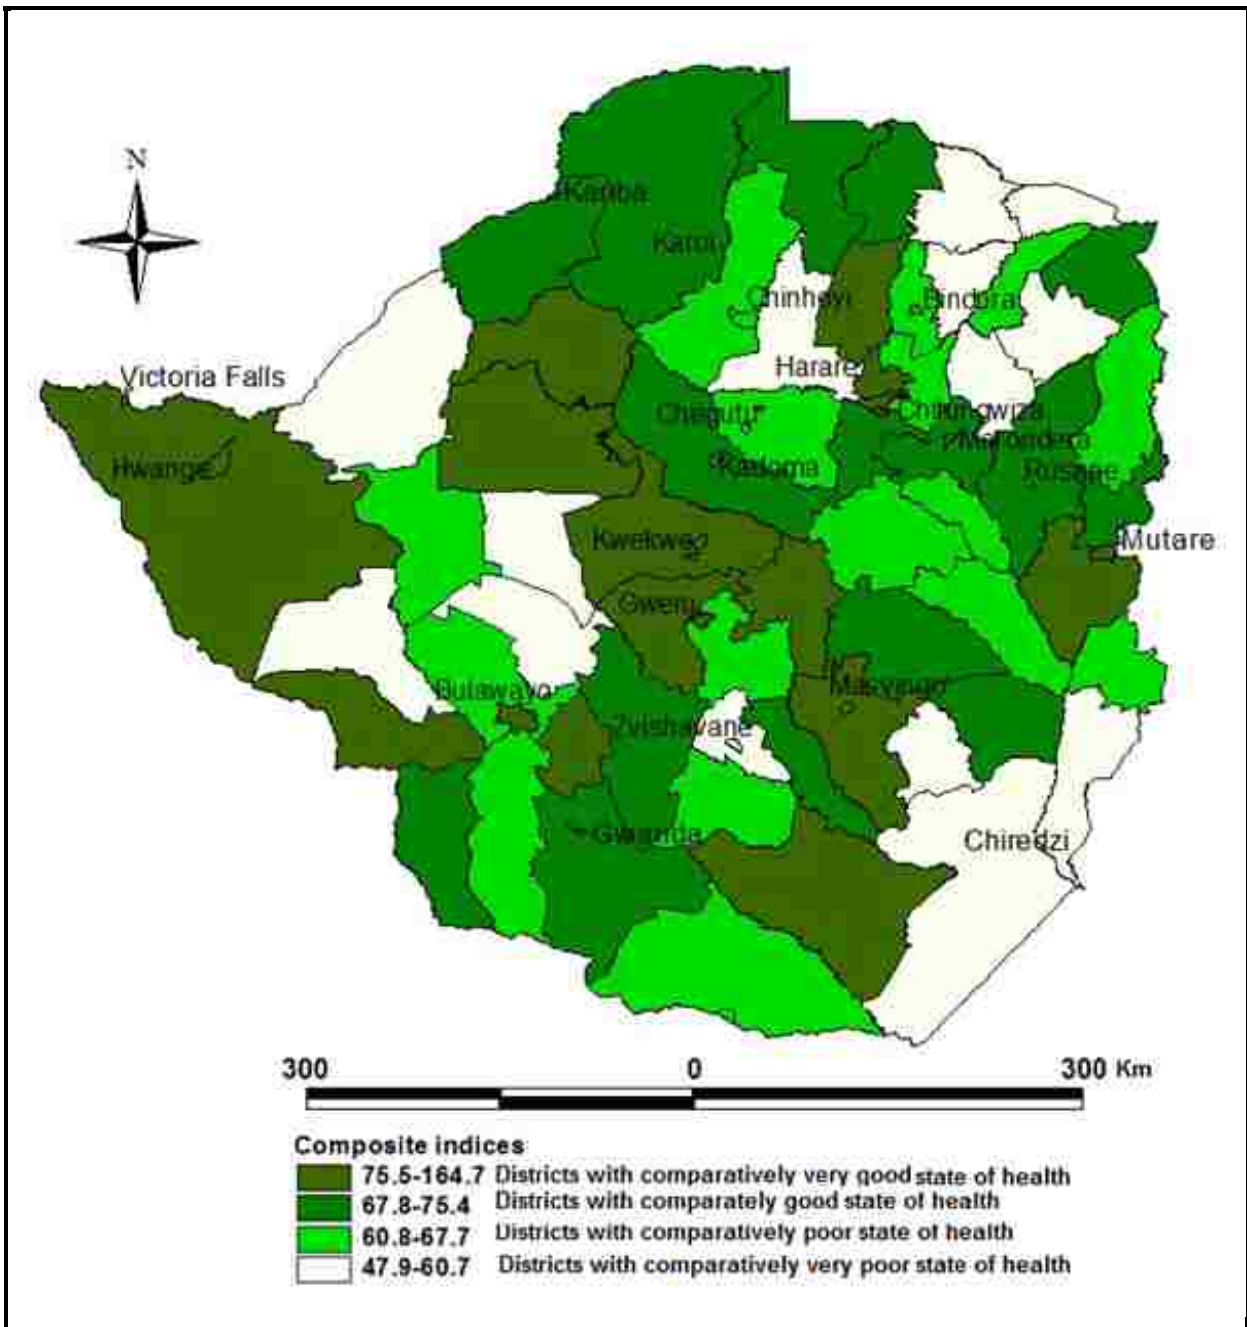 N
Kariba
Karoi
Chinhoyi
Bindura
Victoria Falls
Harare
Chegutu
Chitungwiza
Marondera
Hwange
Kadoma
Rusape
Kwekwe
Mutare
Gweru
Bulawayo
Masvingo
Zvishavane
Gwanda
Chiredzi
300 0 300 Km
Composite indices
75.5-164.7 Districts with comparatively very good state of health
67.8-75.4 Districts with comparately good state of health
60.8-67.7 Districts with comparatively poor state of health
47.9-60.7 Districts with comparatively very poor state of health